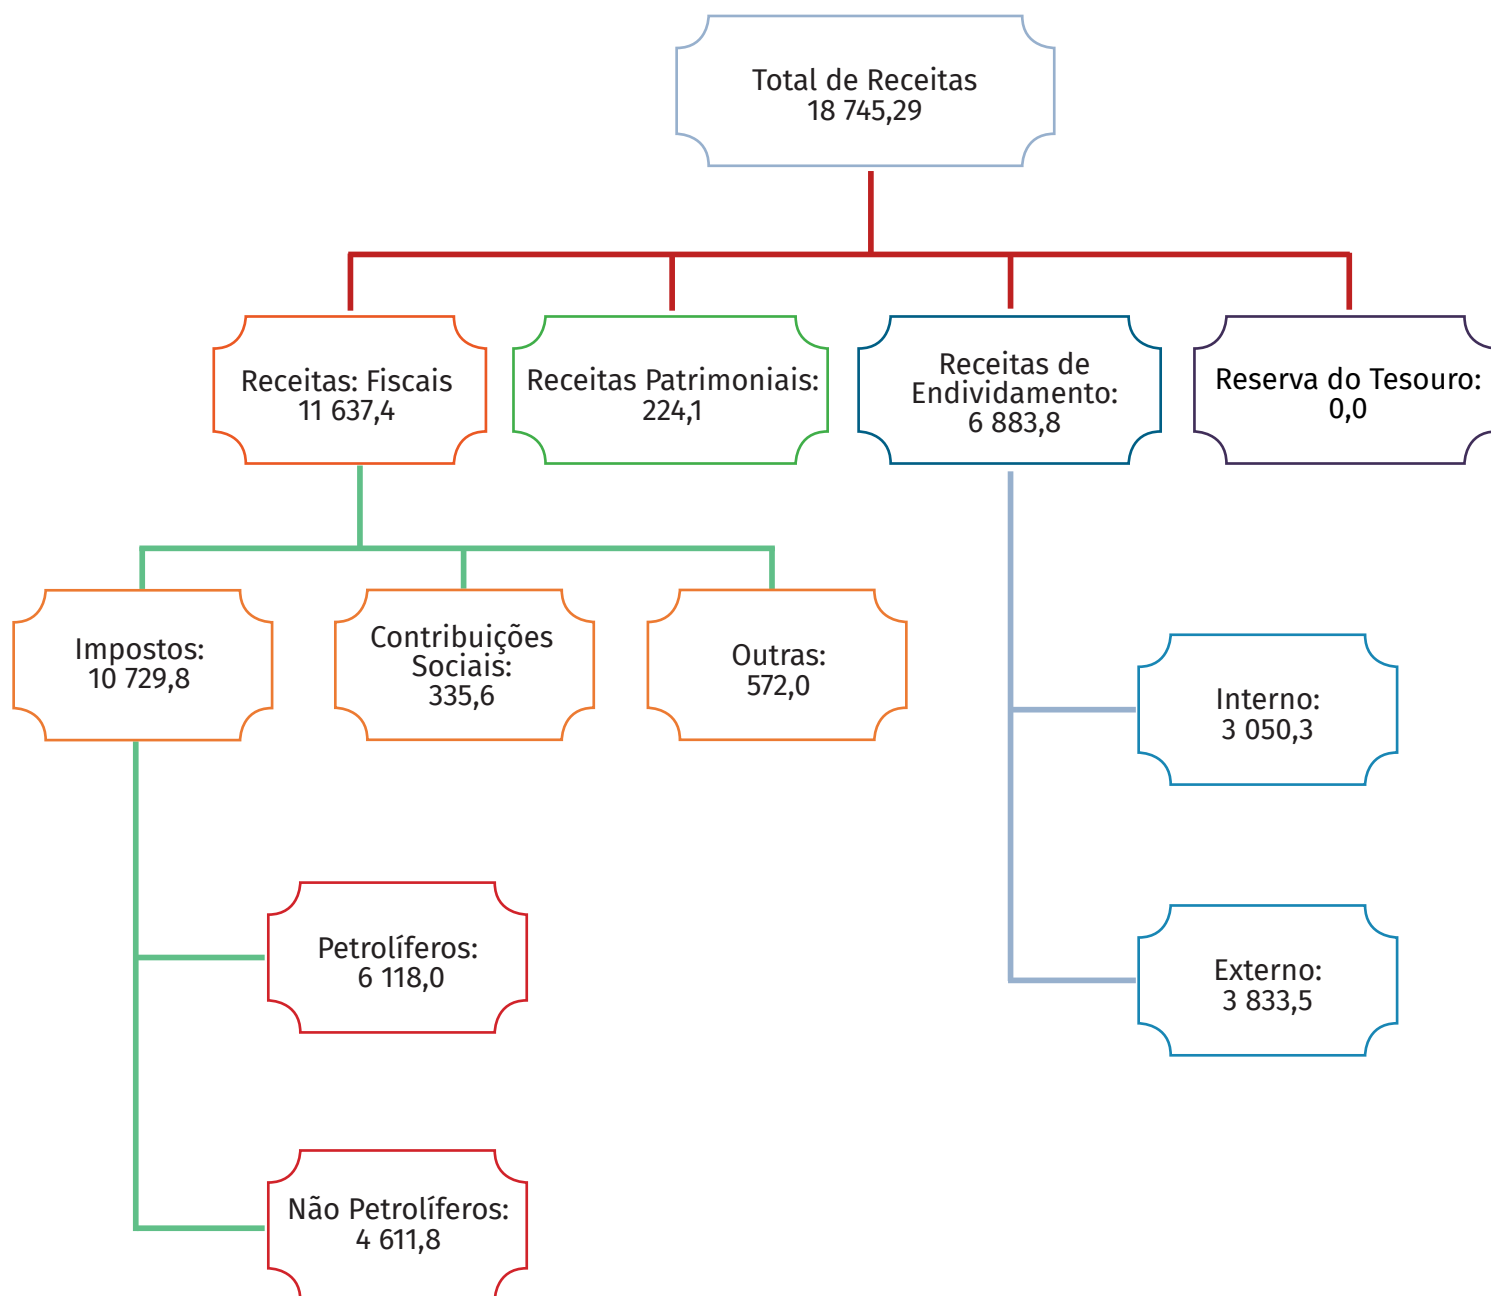 Total de Receitas
18 745,29
Receitas: Fiscais
11 637,4
Receitas Patrimoniais:
224,1
Receitas de
Endividamento:
6 883,8
Reserva do Tesouro:
0,0
Impostos:
10 729,8
Contribuições
Sociais:
335,6
Outras:
572,0
Interno:
3 050,3
Petrolíferos:
6 118,0
Externo:
3 833,5
Não Petrolíferos:
4 611,8